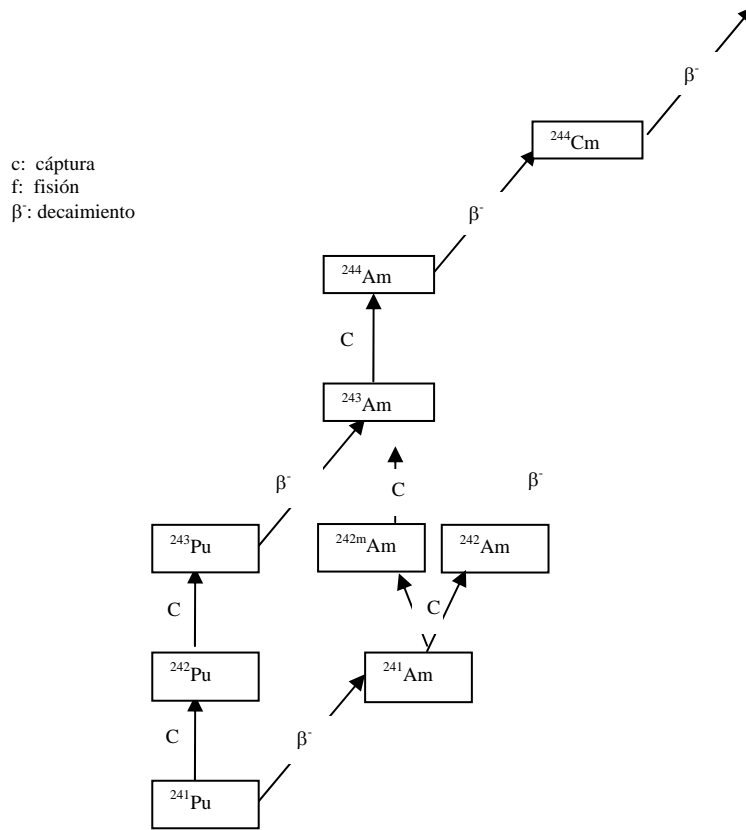 β⁻
²⁴⁴Cm
c: cáptura
f: fisión
β⁻: decaimiento
β⁻
²⁴⁴Am
C
²⁴³Am
β⁻
C
β⁻
²⁴³Pu
²⁴²ᵐAm
²⁴²Am
C
C
²⁴²Pu
²⁴¹Am
C
β⁻
²⁴¹Pu